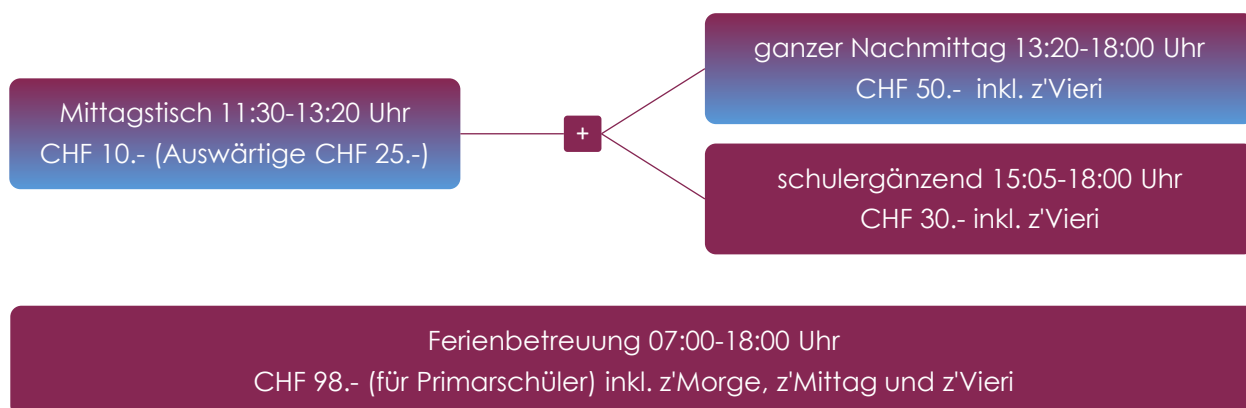 Mittagstisch 11:30-13:20 Uhr
CHF 10.- (Auswärtige CHF 25.-)
+
ganzer Nachmittag 13:20-18:00 Uhr
CHF 50.- inkl. z'Vieri
schulergänzend 15:05-18:00 Uhr
CHF 30.- inkl. z'Vieri
Ferienbetreuung 07:00-18:00 Uhr
CHF 98.- (für Primarschüler) inkl. z'Morge, z'Mittag und z'Vieri